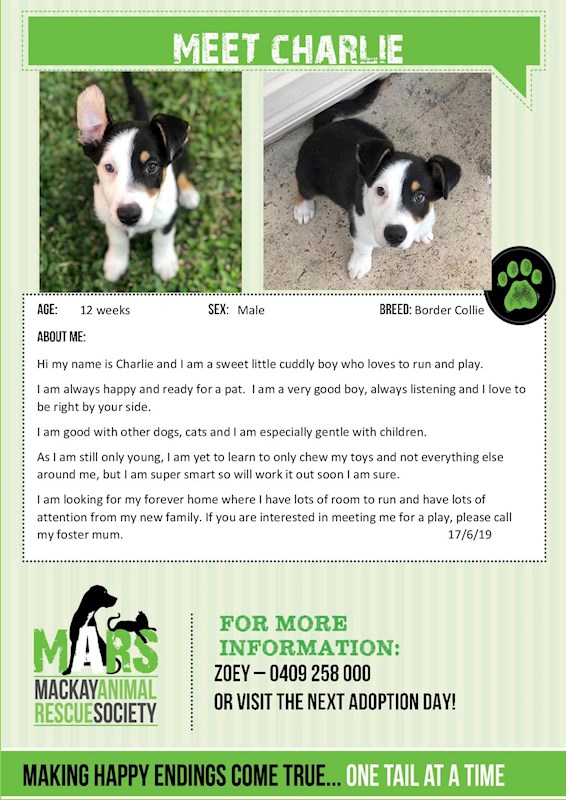 MEET CHARLIE
AGE: 12 weeks SEX: Male BREED: Border Collie
ABOUT ME:
Hi my name is Charlie and I am a sweet little cuddly boy who loves to run and play.
I am always happy and ready for a pat. I am a very good boy, always listening and I love to
be right by your side.
I am good with other dogs, cats and I am especially gentle with children.
As I am still only young, I am yet to learn to only chew my toys and not everything else
around me, but I am super smart so will work it out soon I am sure.
I am looking for my forever home where I have lots of room to run and have lots of
attention from my new family. If you are interested in meeting me for a play, please call
my foster mum. 17/6/19
MARS
MACKAYANIMAL
RESCUESOCIETY
FOR MORE
INFORMATION:
ZOEY – 0409 258 000
OR VISIT THE NEXT ADOPTION DAY!
MAKING HAPPY ENDINGS COME TRUE... ONE TAIL AT A TIME